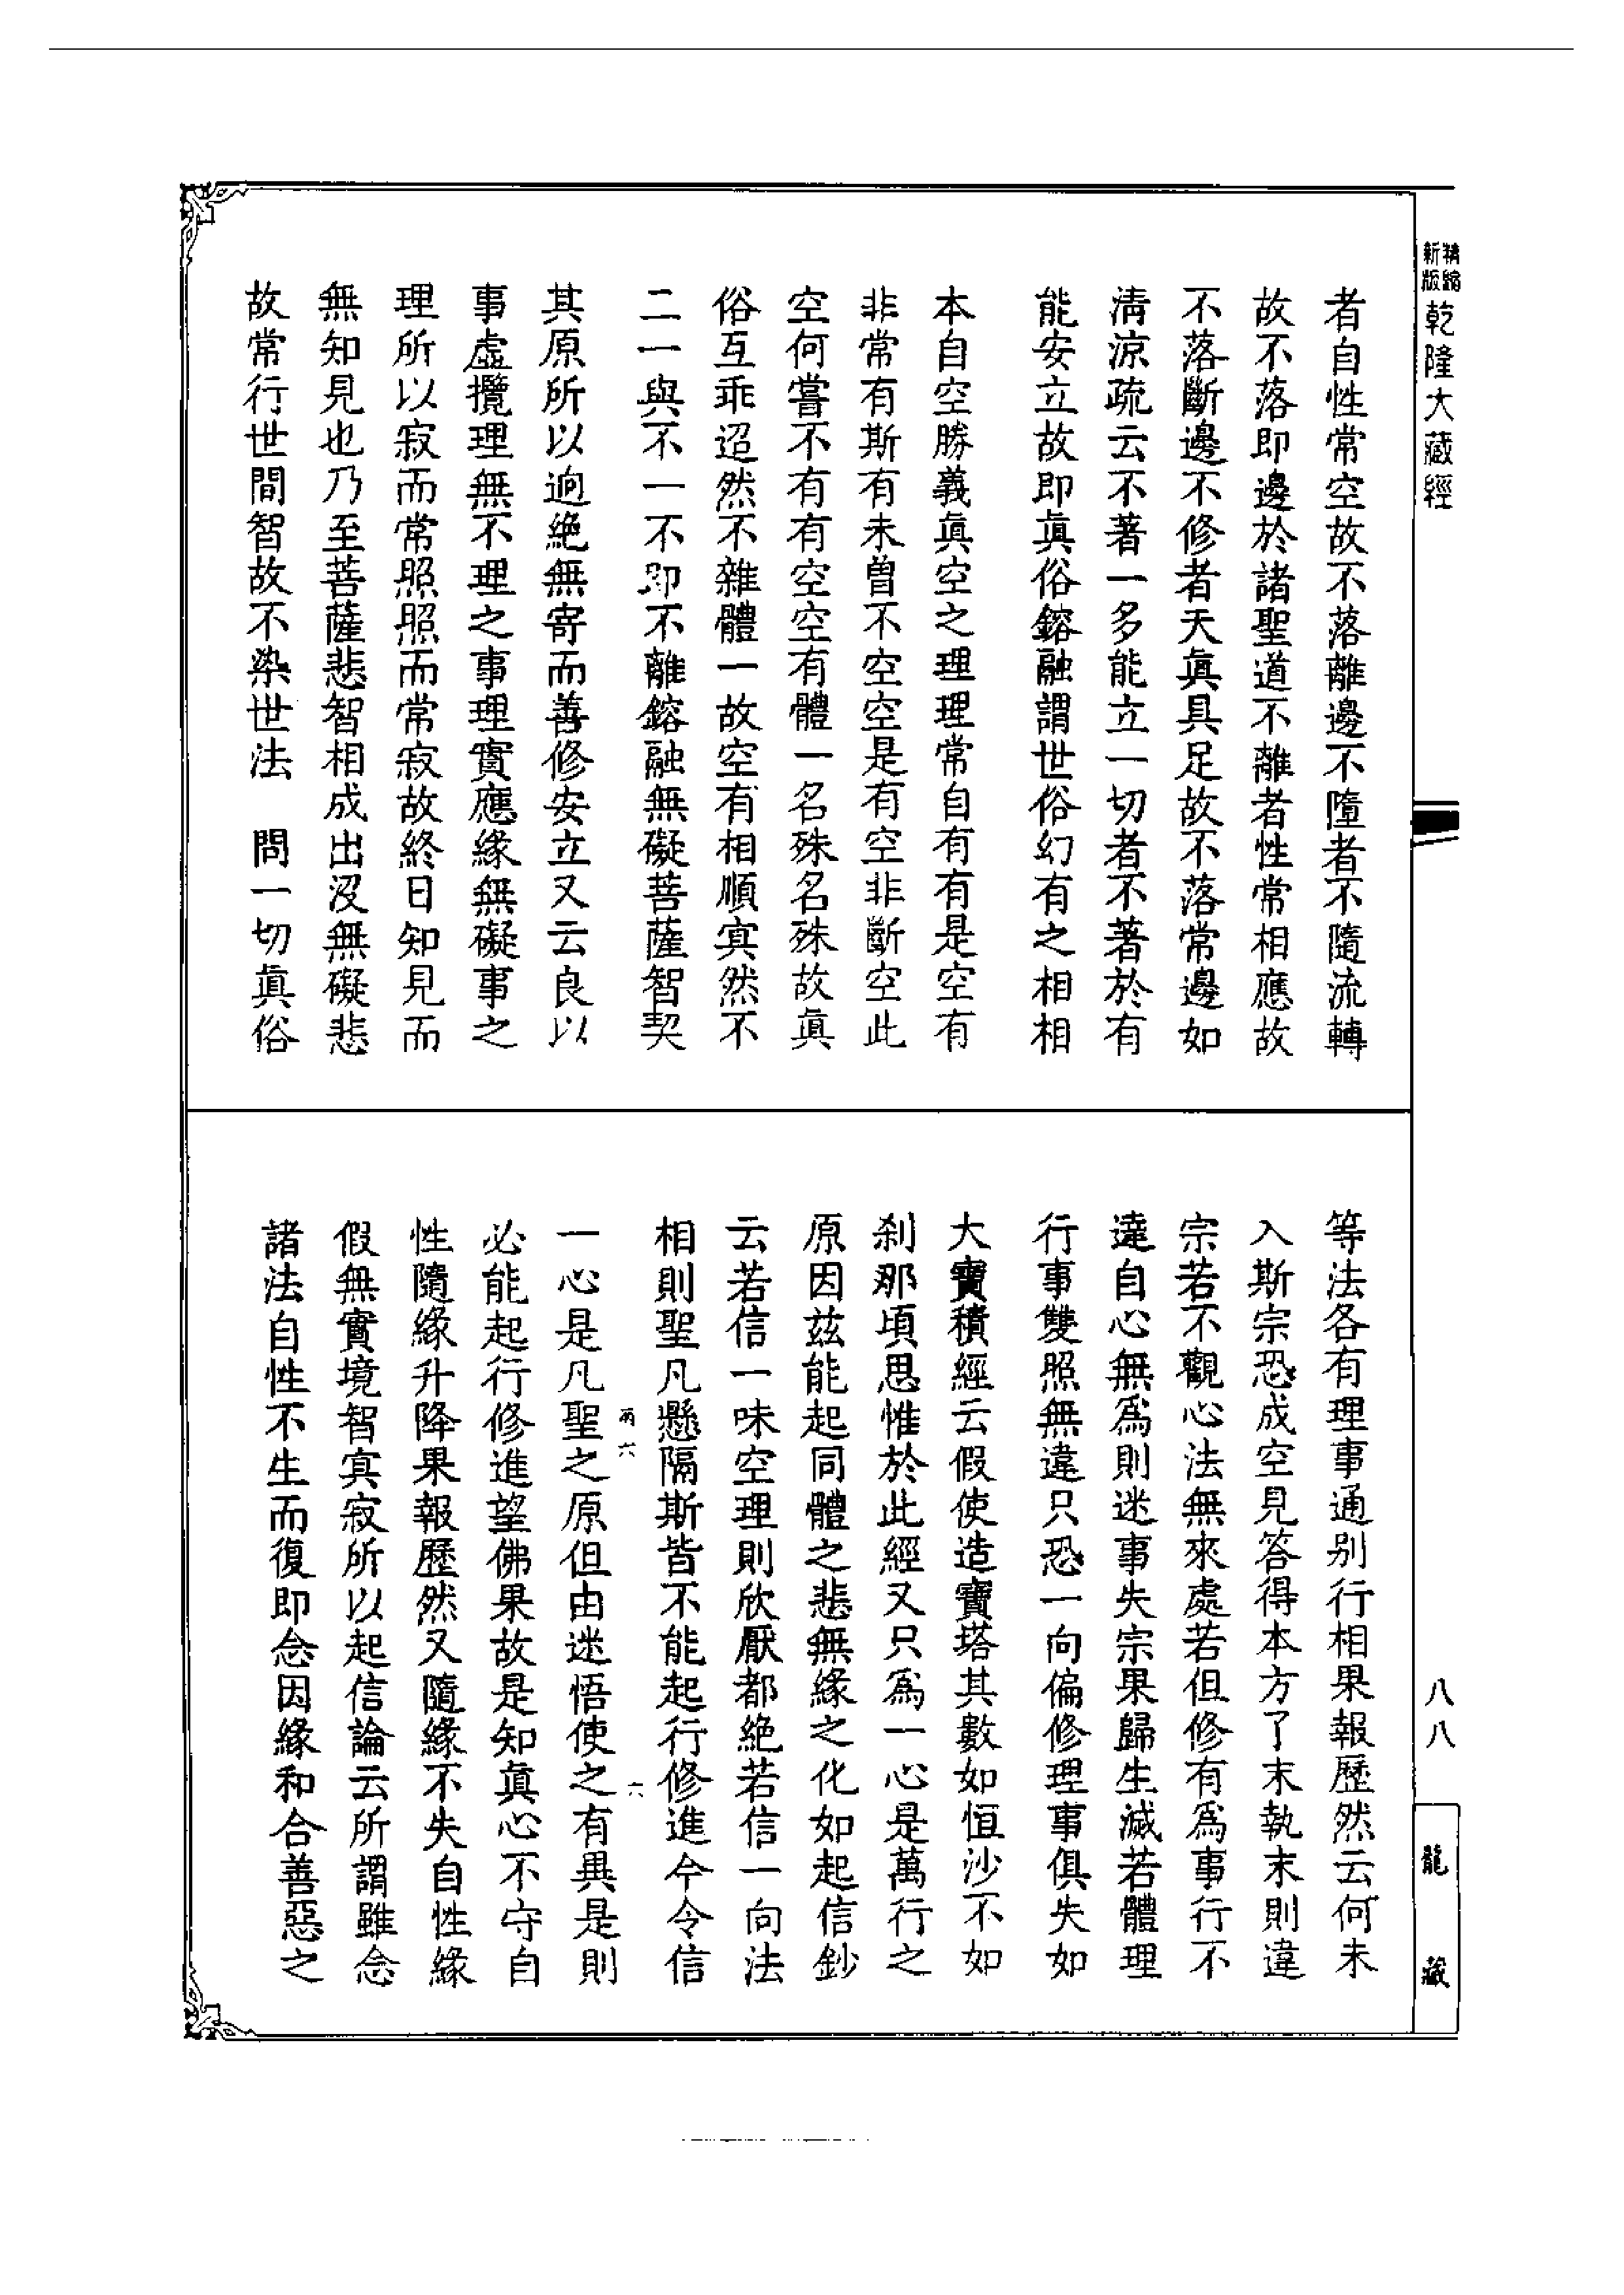 新版精縮乾隆大藏經
者自性常空故不落離邊不墮者不隨流轉
故不落即邊於諸聖道不離者性常相應故
不落斷邊不修者天真具足故不落常邊如
清涼疏云不著一多能立一切者不著於有
能安立故即真俗鎔融謂世俗幻有之相相
本自空勝義真空之理理常自有有是空有
非常有斯有未曾不空空是有空非斷空此
空何嘗不有有空空有體一名殊名殊故真
俗互乖迢然不雜體一故空有相順寘然不
二一與不一不即不離鎔融無礙菩薩智契
其原所以逈絶無寄而善修安立又云良以
事虛攬理無不理之事理實應緣無礙事之
理所以寂而常照照而常寂故終日知見而
無知見也乃至菩薩悲智相成出沒無礙悲
故常行世間智故不染世法　問一切真俗
等法各有理事通別行相果報歷然云何未
入斯宗恐成空見答得本方了末執末則違
宗若不觀心法無來處若但修有爲事行不
達自心無爲則迷事失宗果歸生滅若體理
行事雙照無違只恐一向偏修理事俱失如
大寶積經云假使造寶塔其數如恒沙不如
刹那頃思惟於此經又只爲一心是萬行之
原因茲能起同體之悲無緣之化如起信鈔
云若信一味空理則欣厭都絶若信一向法
相則聖凡懸隔斯皆不能起行修進今令信
一心是凡聖之原但由迷悟使之有異是則
必能起行修進望佛果故是知真心不守自
性隨緣升降果報歷然又隨緣不失自性緣
假無實境智寘寂所以起信論云所謂雖念
諸法自性不生而復即念因緣和合善惡之
兩六
六
八八
龍藏